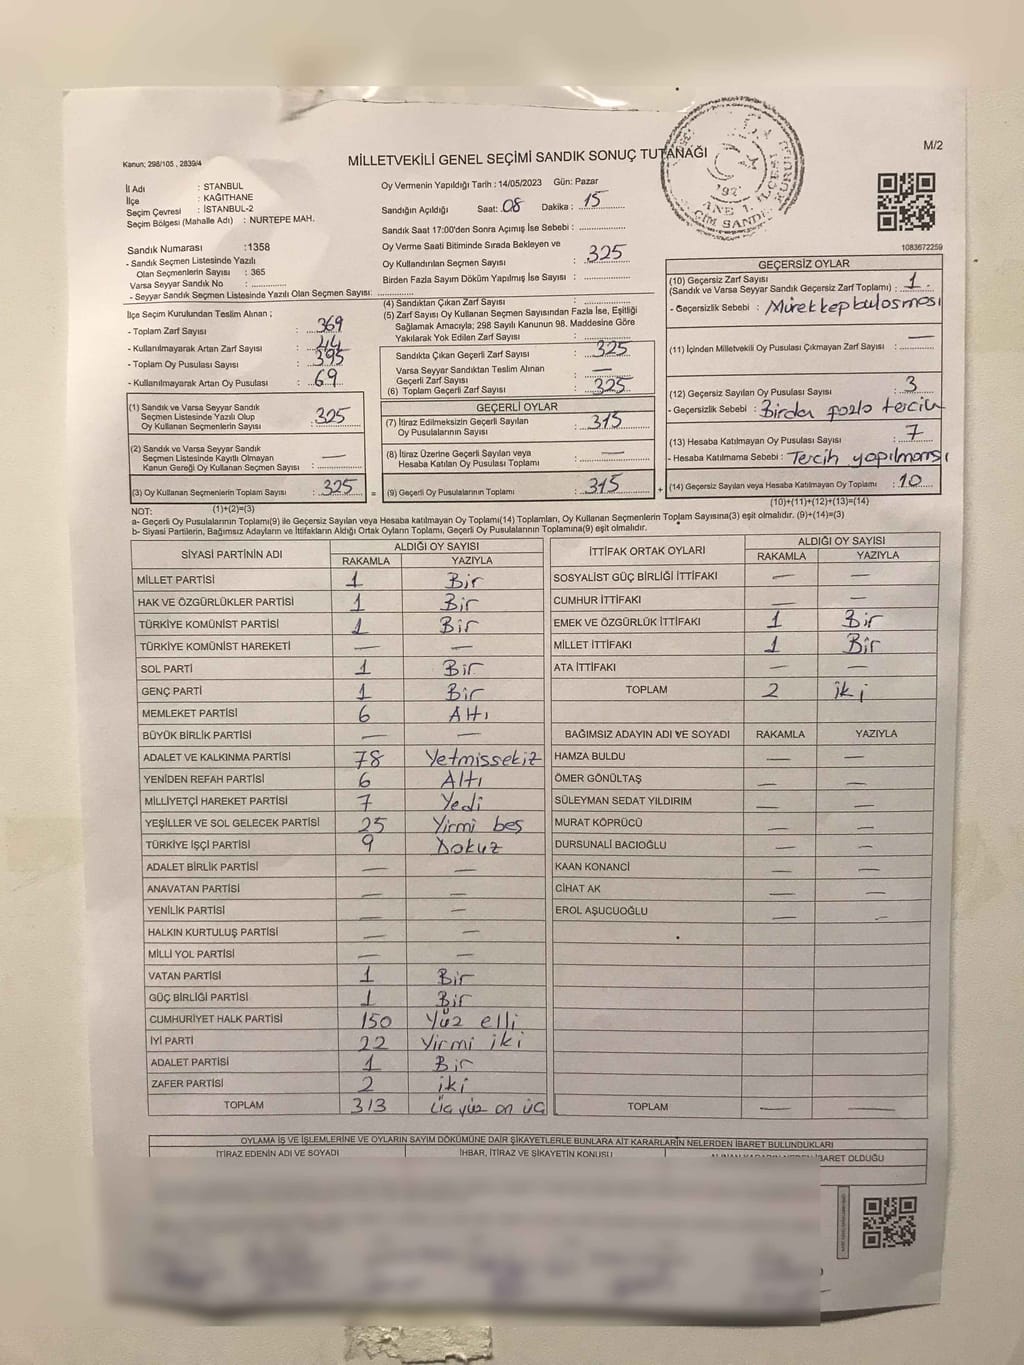 Kanun; 298/105 , 2839/4
MİLLETVEKİLİ GENEL SEÇİMİ SANDIK SONUÇ TUTANAĞI
M/2
İl Adı : İSTANBUL
İlçe : KAĞITHANE
Seçim Çevresi : İSTANBUL-2
Seçim Bölgesi (Mahalle Adı) : NURTEPE MAH.
Sandık Numarası :1358
- Sandık Seçmen Listesinde Yazılı
Olan Seçmenlerin Sayısı : 365
Varsa Seyyar Sandık No :
- Seyyar Sandık Seçmen Listesinde Yazılı Olan Seçmen Sayısı:
İlçe Seçim Kurulundan Teslim Alınan ;
- Toplam Zarf Sayısı : 369
- Kullanılmayarak Artan Zarf Sayısı : 44
- Toplam Oy Pusulası Sayısı : 395
- Kullanılmayarak Artan Oy Pusulası : 69
(1) Sandık ve Varsa Seyyar Sandık
Seçmen Listesinde Yazılı Olup
Oy Kullanan Seçmenlerin Sayısı : 325
(2) Sandık ve Varsa Seyyar Sandık
Seçmen Listesinde Kayıtlı Olmayan
Kanun Gereği Oy Kullanan Seçmen Sayısı : —
(3) Oy Kullanan Seçmenlerin Toplam Sayısı : 325
(1)+(2)=(3)
Oy Vermenin Yapıldığı Tarih : 14/05/2023 Gün: Pazar
Sandığın Açıldığı Saat: 08 Dakika : 15
Sandık Saat 17:00'den Sonra Açımış İse Sebebi :
Oy Verme Saati Bitiminde Sırada Bekleyen ve
Oy Kullandırılan Seçmen Sayısı : 325
Birden Fazla Sayım Döküm Yapılmış İse Sayısı :
(4) Sandıktan Çıkan Zarf Sayısı :
(5) Zarf Sayısı Oy Kullanan Seçmen Sayısından Fazla İse, Eşitliği
Sağlamak Amacıyla; 298 Sayılı Kanunun 98. Maddesine Göre
Yakılarak Yok Edilen Zarf Sayısı :
Sandıkta Çıkan Geçerli Zarf Sayısı : 325
Varsa Seyyar Sandıktan Teslim Alınan
Geçerli Zarf Sayısı : —
(6) Toplam Geçerli Zarf Sayısı : 325
GEÇERLİ OYLAR
(7) İtiraz Edilmeksizin Geçerli Sayılan
Oy Pusulalarının Sayısı : 315
(8) İtiraz Üzerine Geçerli Sayılan veya
Hesaba Katılan Oy Pusulası Toplamı : —
= (9) Geçerli Oy Pusulalarının Toplamı : 315
1083672259
GEÇERSİZ OYLAR
(10) Geçersiz Zarf Sayısı
(Sandık ve Varsa Seyyar Sandık Geçersiz Zarf Toplamı) : 1
- Geçersizlik Sebebi : Mürekkep bulaşması
(11) İçinden Milletvekili Oy Pusulası Çıkmayan Zarf Sayısı : —
(12) Geçersiz Sayılan Oy Pusulası Sayısı : 3
- Geçersizlik Sebebi : Birden fazla tercih
(13) Hesaba Katılmayan Oy Pusulası Sayısı : 7
- Hesaba Katılmama Sebebi : Tercih yapılmaması
+ (14) Geçersiz Sayılan veya Hesaba Katılmayan Oy Toplamı : 10
(10)+(11)+(12)+(13)=(14)
NOT:
a- Geçerli Oy Pusulalarının Toplamı(9) ile Geçersiz Sayılan veya Hesaba katılmayan Oy Toplamı(14) Toplamları, Oy Kullanan Seçmenlerin Toplam Sayısına(3) eşit olmalıdır. (9)+(14)=(3)
b- Siyasi Partilerin, Bağımsız Adayların ve İttifakların Aldığı Ortak Oyların Toplamı, Geçerli Oy Pusulalarının Toplamına(9) eşit olmalıdır.
SİYASİ PARTİNİN ADI ALDIĞI OY SAYISI
RAKAMLA YAZIYLA
MİLLET PARTİSİ 1 Bir
HAK VE ÖZGÜRLÜKLER PARTİSİ 1 Bir
TÜRKİYE KOMÜNİST PARTİSİ 1 Bir
TÜRKİYE KOMÜNİST HAREKETİ — —
SOL PARTİ 1 Bir
GENÇ PARTİ 1 Bir
MEMLEKET PARTİSİ 6 Altı
BÜYÜK BİRLİK PARTİSİ — —
ADALET VE KALKINMA PARTİSİ 78 Yetmissekiz
YENİDEN REFAH PARTİSİ 6 Altı
MİLLİYETÇİ HAREKET PARTİSİ 7 Yedi
YEŞİLLER VE SOL GELECEK PARTİSİ 25 Yirmi beş
TÜRKİYE İŞÇİ PARTİSİ 9 Dokuz
ADALET BİRLİK PARTİSİ — —
ANAVATAN PARTİSİ — —
YENİLİK PARTİSİ — —
HALKIN KURTULUŞ PARTİSİ — —
MİLLİ YOL PARTİSİ — —
VATAN PARTİSİ 1 Bir
GÜÇ BİRLİĞİ PARTİSİ 1 Bir
CUMHURİYET HALK PARTİSİ 150 Yüz elli
İYİ PARTİ 22 Yirmi iki
ADALET PARTİSİ 1 Bir
ZAFER PARTİSİ 2 iki
TOPLAM 313 Üç yüz on üç
İTTİFAK ORTAK OYLARI ALDIĞI OY SAYISI
RAKAMLA YAZIYLA
SOSYALİST GÜÇ BİRLİĞİ İTTİFAKI — —
CUMHUR İTTİFAKI — —
EMEK VE ÖZGÜRLÜK İTTİFAKI 1 Bir
MİLLET İTTİFAKI 1 Bir
ATA İTTİFAKI — —
TOPLAM 2 iki
BAĞIMSIZ ADAYIN ADI VE SOYADI RAKAMLA YAZIYLA
HAMZA BULDU — —
ÖMER GÖNÜLTAŞ — —
SÜLEYMAN SEDAT YILDIRIM — —
MURAT KÖPRÜCÜ — —
DURSUNALİ BACIOĞLU — —
KAAN KONANCİ — —
CİHAT AK — —
EROL AŞUCUOĞLU — —
TOPLAM — —
OYLAMA İŞ VE İŞLEMLERİNE VE OYLARIN SAYIM DÖKÜMÜNE DAİR ŞİKAYETLERLE BUNLARA AİT KARARLARIN NELERDEN İBARET BULUNDUKLARI
İTİRAZ EDENİN ADI VE SOYADI İHBAR, İTİRAZ VE ŞİKAYETİN KONUSU İBARET OLDUĞU